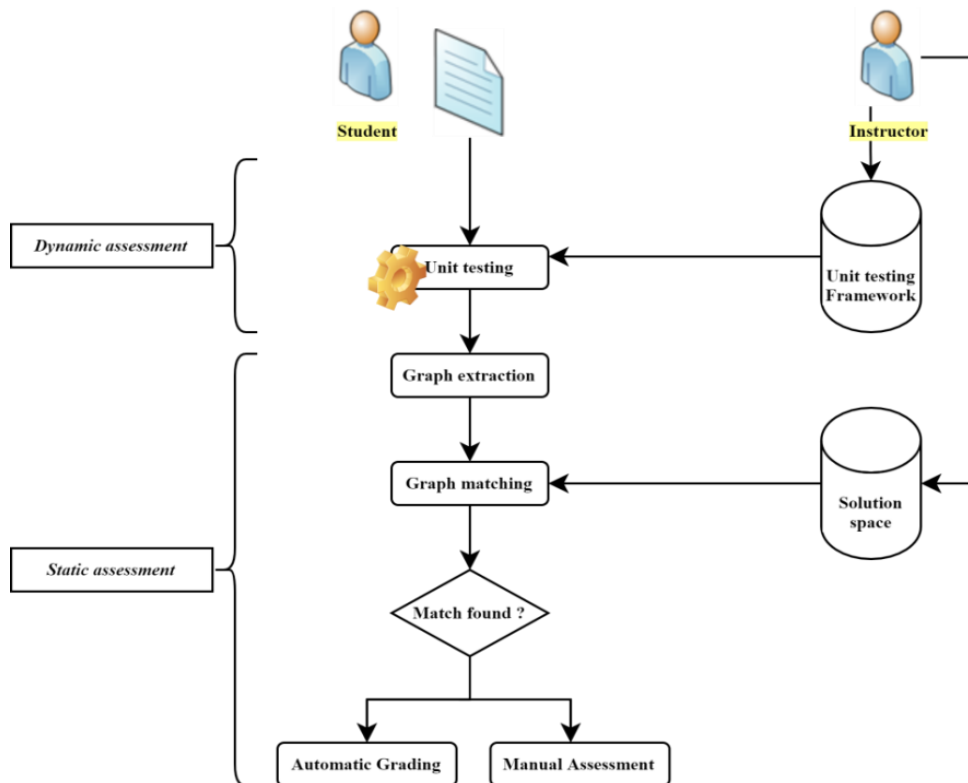 Student
Instructor
Dynamic assessment
Unit testing
Unit testing
Framework
Graph extraction
Graph matching
Solution
space
Static assessment
Match found ?
Automatic Grading
Manual Assessment